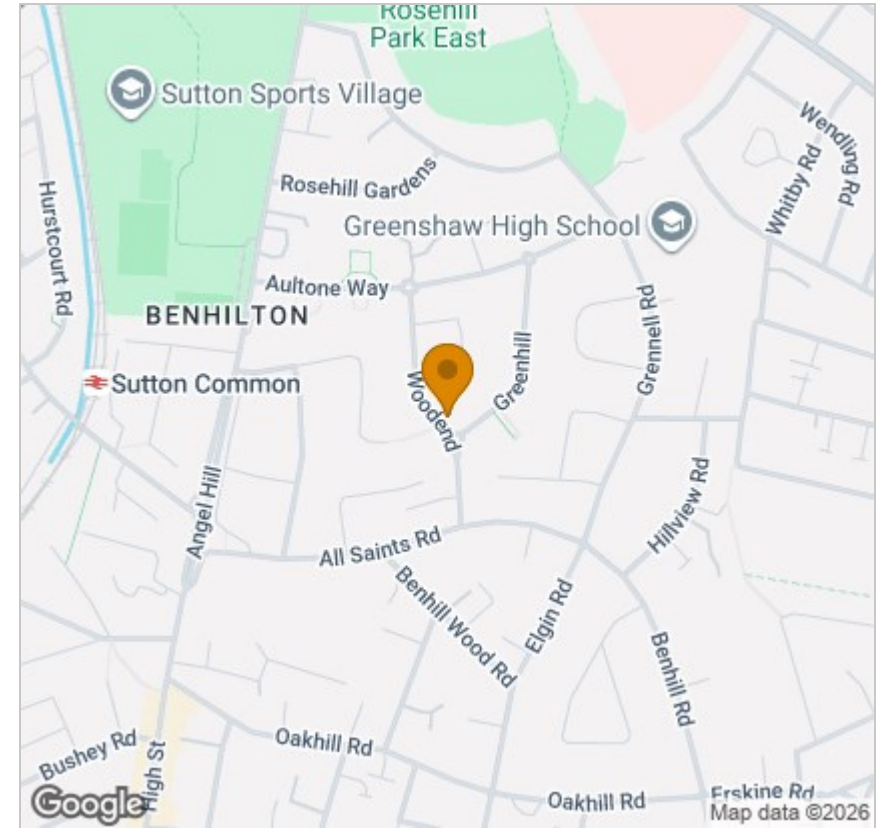 Rosehill
Park East
Sutton Sports Village
Wendling Rd
Whitby Rd
Hurstcourt Rd
Rosehill Gardens
Greenshaw High School
Aultone Way
BENHILTON
Grennell Rd
Greenhill
Sutton Common
Woodend
Angel Hill
Hillview Rd
All Saints Rd
Benhill Wood Rd
Elgin Rd
Benhill Rd
Bushey Rd
High St
Oakhill Rd
Oakhill Rd
Erskine Rd
Google
Map data ©2026